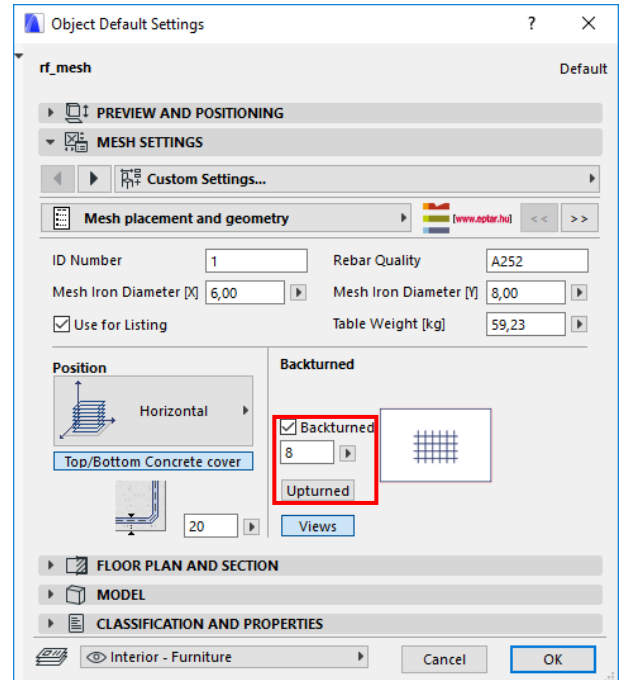 Object Default Settings ?
rf_mesh Default
PREVIEW AND POSITIONING
MESH SETTINGS
Custom Settings...
Mesh placement and geometry [www.eptar.hu] << >>
ID Number 1 Rebar Quality A252
Mesh Iron Diameter [X] 6,00 Mesh Iron Diameter [Y] 8,00
Use for Listing Table Weight [kg] 59,23
Position Backturned
Horizontal
Backturned
8
Top/Bottom Concrete cover
Upturned
20 Views
FLOOR PLAN AND SECTION
MODEL
CLASSIFICATION AND PROPERTIES
Interior - Furniture Cancel OK